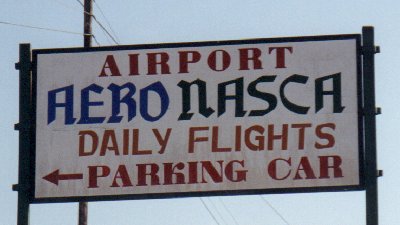 AIRPORT
AERO NASCA
DAILY FLIGHTS
←PARKING CAR